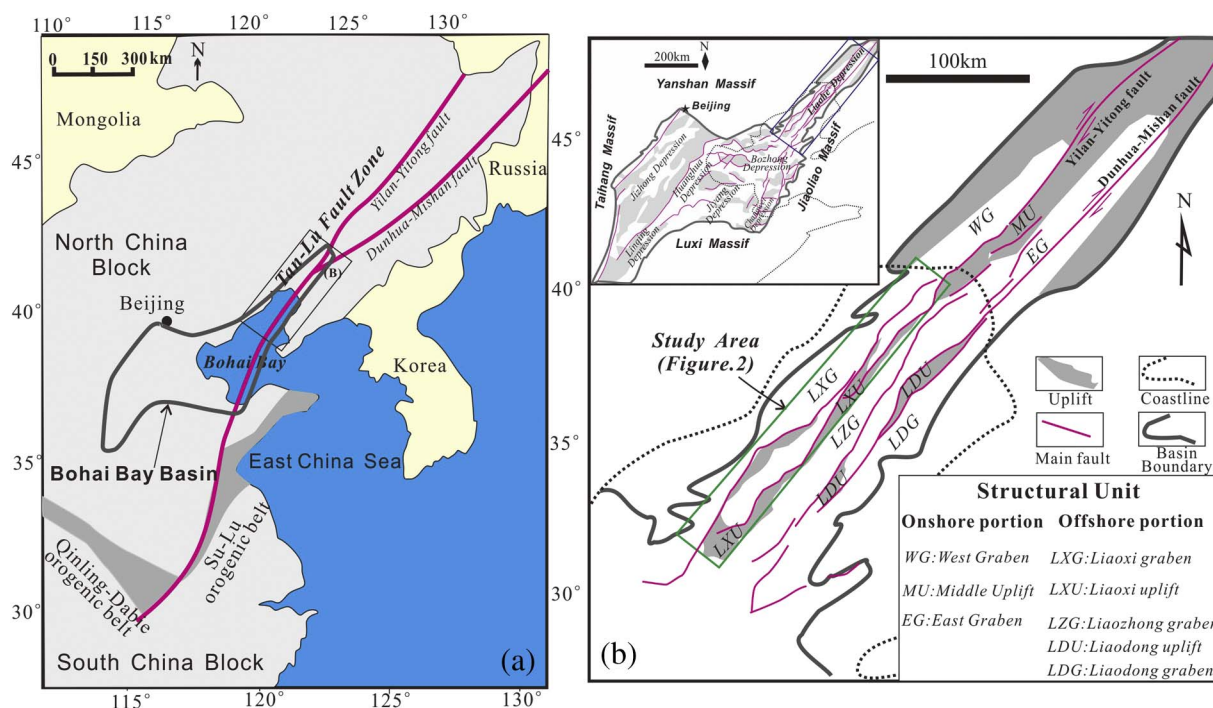 110° 115° 120° 125° 130°
0 150 300km
N
Mongolia
45°
45°
Russia
Yilan-Yitong fault
Dunhua-Mishan fault
Tan-Lu Fault Zone
(B)
North China
Block
Beijing
40°
40°
Bohai Bay
Korea
35°
35°
Bohai Bay Basin
East China Sea
Su-Lu
orogenic belt
Qinling-Dabie
orogenic belt
30°
30°
South China Block
(a)
115° 120° 125° 130°
200km
N
Yanshan Massif
Beijing
Taihang Massif
Jizhong Depression
Huanghua
Depression
Liaohe Depression
Bozhong
Depression
Jiyang
Depression
Linqing
Depression
Jiaoliao Massif
Luxi Massif
100km
Yilan-Yitong fault
Dunhua-Mishan fault
WG
MU
EG
N
Study Area
(Figure.2)
LXG
LXU
LZG
LDU
LDG
LDU
LXU
Uplift
Coastline
Main fault
Basin
Boundary
Structural Unit
Onshore portion Offshore portion
WG:West Graben LXG:Liaoxi graben
MU:Middle Uplift LXU:Liaoxi uplift
EG:East Graben LZG:Liaozhong graben
LDU:Liaodong uplift
LDG:Liaodong graben
(b)